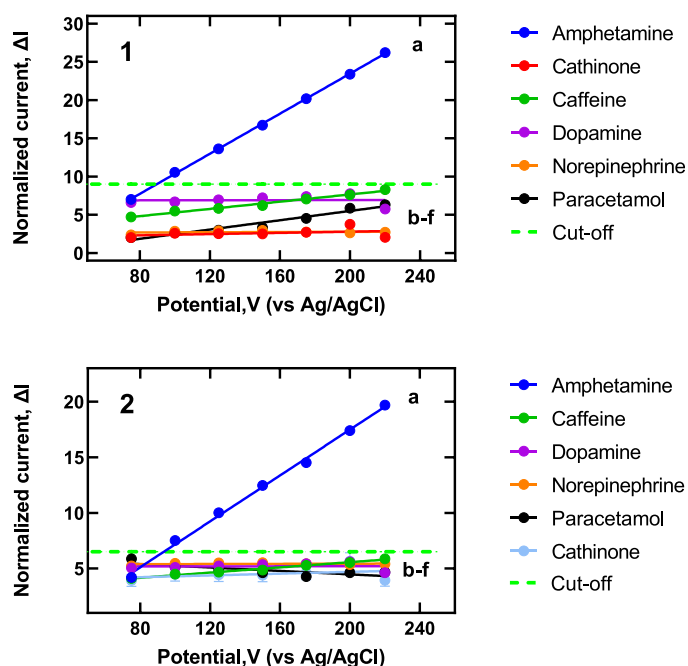 1
a
b-f
Normalized current, ΔI
30
25
20
15
10
5
0
80
120
160
200
240
Potential,V (vs Ag/AgCl)
Amphetamine
Cathinone
Caffeine
Dopamine
Norepinephrine
Paracetamol
Cut-off
2
a
b-f
Normalized current, ΔI
20
15
10
5
80
120
160
200
240
Potential,V (vs Ag/AgCl)
Amphetamine
Caffeine
Dopamine
Norepinephrine
Paracetamol
Cathinone
Cut-off